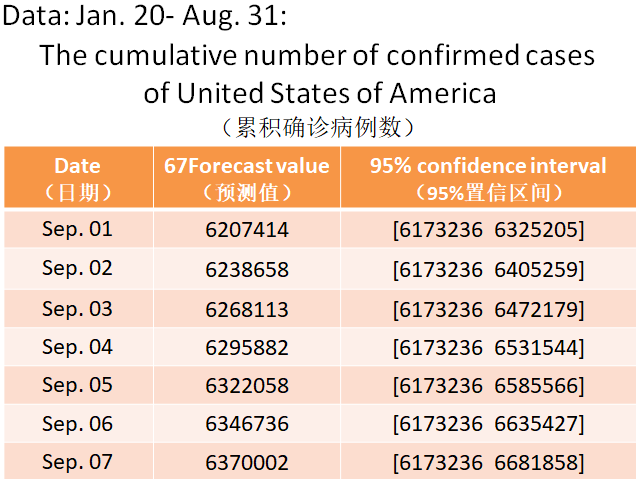 Data: Jan. 20- Aug. 31:
The cumulative number of confirmed cases
of United States of America
（累积确诊病例数）
Date 67Forecast value 95% confidence interval
（日期） （预测值） （95%置信区间）
Sep. 01 6207414 [6173236 6325205]
Sep. 02 6238658 [6173236 6405259]
Sep. 03 6268113 [6173236 6472179]
Sep. 04 6295882 [6173236 6531544]
Sep. 05 6322058 [6173236 6585566]
Sep. 06 6346736 [6173236 6635427]
Sep. 07 6370002 [6173236 6681858]